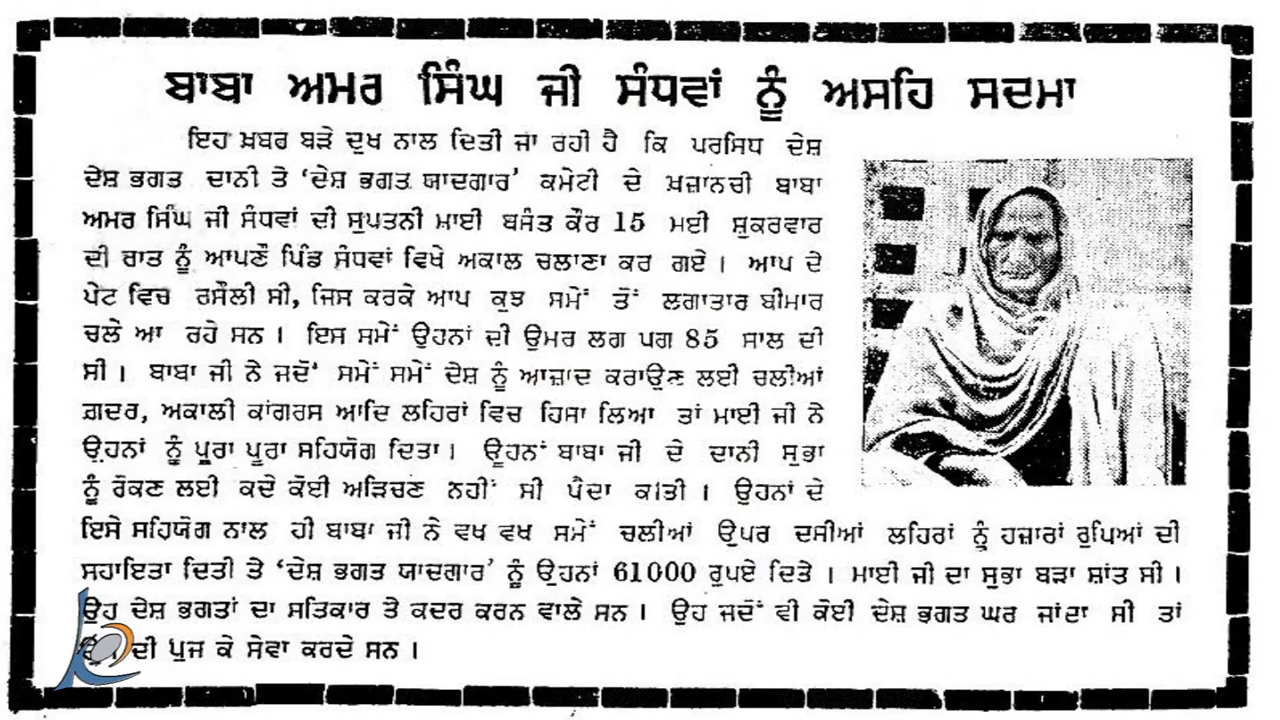 ਬਾਬਾ ਅਮਰ ਸਿੰਘ ਜੀ ਸੰਧਵਾਂ ਨੂੰ ਅਸਹਿ ਸਦਮਾ
ਇਹ ਖ਼ਬਰ ਬੜੇ ਦੁਖ ਨਾਲ ਦਿਤੀ ਜਾ ਰਹੀ ਹੈ ਕਿ ਪਰਸਿਧ ਦੇਸ਼
ਦੇਸ਼ ਭਗਤ ਦਾਨੀ ਤੇ ‘ਦੇਸ਼ ਭਗਤ ਯਾਦਗਾਰ’ ਕਮੇਟੀ ਦੇ ਖ਼ਜ਼ਾਨਚੀ ਬਾਬਾ
ਅਮਰ ਸਿੰਘ ਜੀ ਸੰਧਵਾਂ ਦੀ ਸੁਪਤਨੀ ਮਾਈ ਬਸੰਤ ਕੌਰ 15 ਮਈ ਸ਼ੁਕਰਵਾਰ
ਦੀ ਰਾਤ ਨੂੰ ਆਪਣੇ ਪਿੰਡ ਸੰਧਵਾਂ ਵਿਖੇ ਅਕਾਲ ਚਲਾਣਾ ਕਰ ਗਏ। ਆਪ ਦੇ
ਪੇਟ ਵਿਚ ਰਸੌਲੀ ਸੀ, ਜਿਸ ਕਰਕੇ ਆਪ ਕੁਝ ਸਮੇਂ ਤੋਂ ਲਗਾਤਾਰ ਬੀਮਾਰ
ਚਲੇ ਆ ਰਹੇ ਸਨ। ਇਸ ਸਮੇਂ ਉਹਨਾਂ ਦੀ ਉਮਰ ਲਗ ਪਗ 85 ਸਾਲ ਦੀ
ਸੀ। ਬਾਬਾ ਜੀ ਨੇ ਜਦੋਂ ਸਮੇਂ ਸਮੇਂ ਦੇਸ਼ ਨੂੰ ਆਜ਼ਾਦ ਕਰਾਉਣ ਲਈ ਚਲੀਆਂ
ਗ਼ਦਰ, ਅਕਾਲੀ ਕਾਂਗਰਸ ਆਦਿ ਲਹਿਰਾਂ ਵਿਚ ਹਿਸਾ ਲਿਆ ਤਾਂ ਮਾਈ ਜੀ ਨੇ
ਉਹਨਾਂ ਨੂੰ ਪੂਰਾ ਪੂਰਾ ਸਹਿਯੋਗ ਦਿਤਾ। ਉਹਨਾਂ ਬਾਬਾ ਜੀ ਦੇ ਦਾਨੀ ਸੁਭਾ
ਨੂੰ ਰੋਕਣ ਲਈ ਕਦੇ ਕੋਈ ਅੜਿਚਣ ਨਹੀਂ ਸੀ ਪੈਦਾ ਕੀਤੀ। ਉਹਨਾਂ ਦੇ
ਇਸੇ ਸਹਿਯੋਗ ਨਾਲ ਹੀ ਬਾਬਾ ਜੀ ਨੇ ਵਖ ਵਖ ਸਮੇਂ ਚਲੀਆਂ ਉਪਰ ਦਸੀਆਂ ਲਹਿਰਾਂ ਨੂੰ ਹਜ਼ਾਰਾਂ ਰੁਪਿਆਂ ਦੀ
ਸਹਾਇਤਾ ਦਿਤੀ ਤੇ ‘ਦੇਸ਼ ਭਗਤ ਯਾਦਗਾਰ’ ਨੂੰ ਉਹਨਾਂ 61000 ਰੁਪਏ ਦਿਤੇ। ਮਾਈ ਜੀ ਦਾ ਸੁਭਾ ਬੜਾ ਸ਼ਾਂਤ ਸੀ।
ਉਹ ਦੇਸ਼ ਭਗਤਾਂ ਦਾ ਸਤਿਕਾਰ ਤੇ ਕਦਰ ਕਰਨ ਵਾਲੇ ਸਨ। ਉਹ ਜਦੋਂ ਵੀ ਕੋਈ ਦੇਸ਼ ਭਗਤ ਘਰ ਜਾਂਦਾ ਸੀ ਤਾਂ
ਦੀ ਪੁਜ ਕੇ ਸੇਵਾ ਕਰਦੇ ਸਨ।